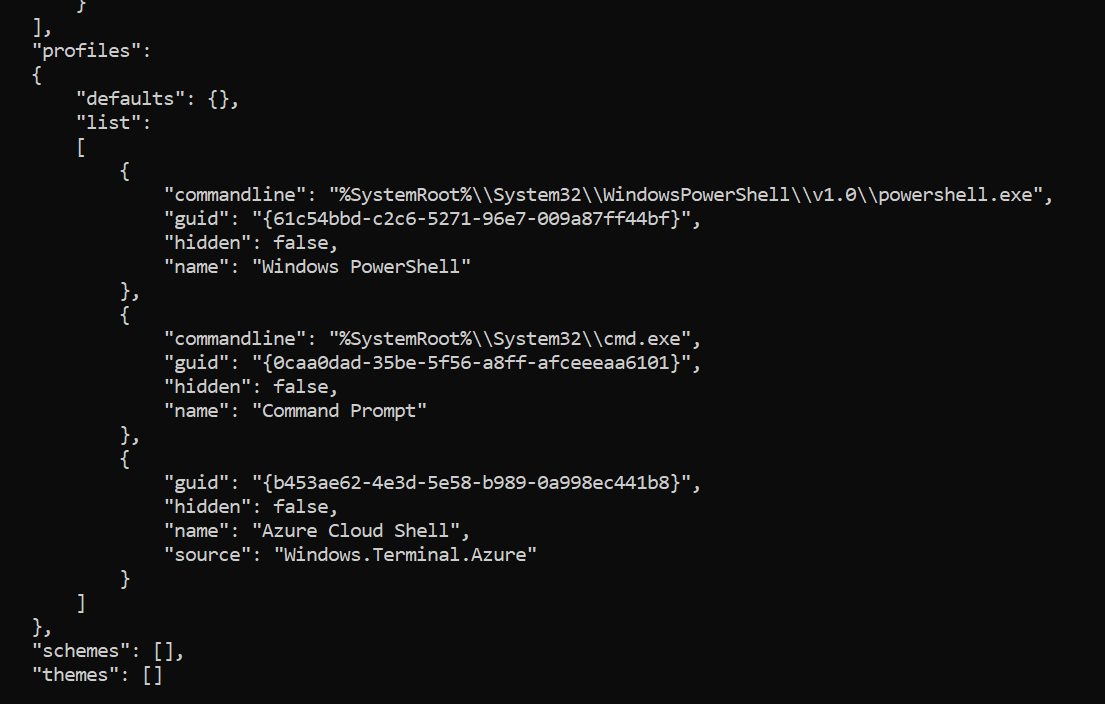 }
],
"profiles":
{
"defaults": {},
"list":
[
{
"commandline": "%SystemRoot%\\System32\\WindowsPowerShell\\v1.0\\powershell.exe",
"guid": "{61c54bbd-c2c6-5271-96e7-009a87ff44bf}",
"hidden": false,
"name": "Windows PowerShell"
},
{
"commandline": "%SystemRoot%\\System32\\cmd.exe",
"guid": "{0caa0dad-35be-5f56-a8ff-afceeeaa6101}",
"hidden": false,
"name": "Command Prompt"
},
{
"guid": "{b453ae62-4e3d-5e58-b989-0a998ec441b8}",
"hidden": false,
"name": "Azure Cloud Shell",
"source": "Windows.Terminal.Azure"
}
]
},
"schemes": [],
"themes": []